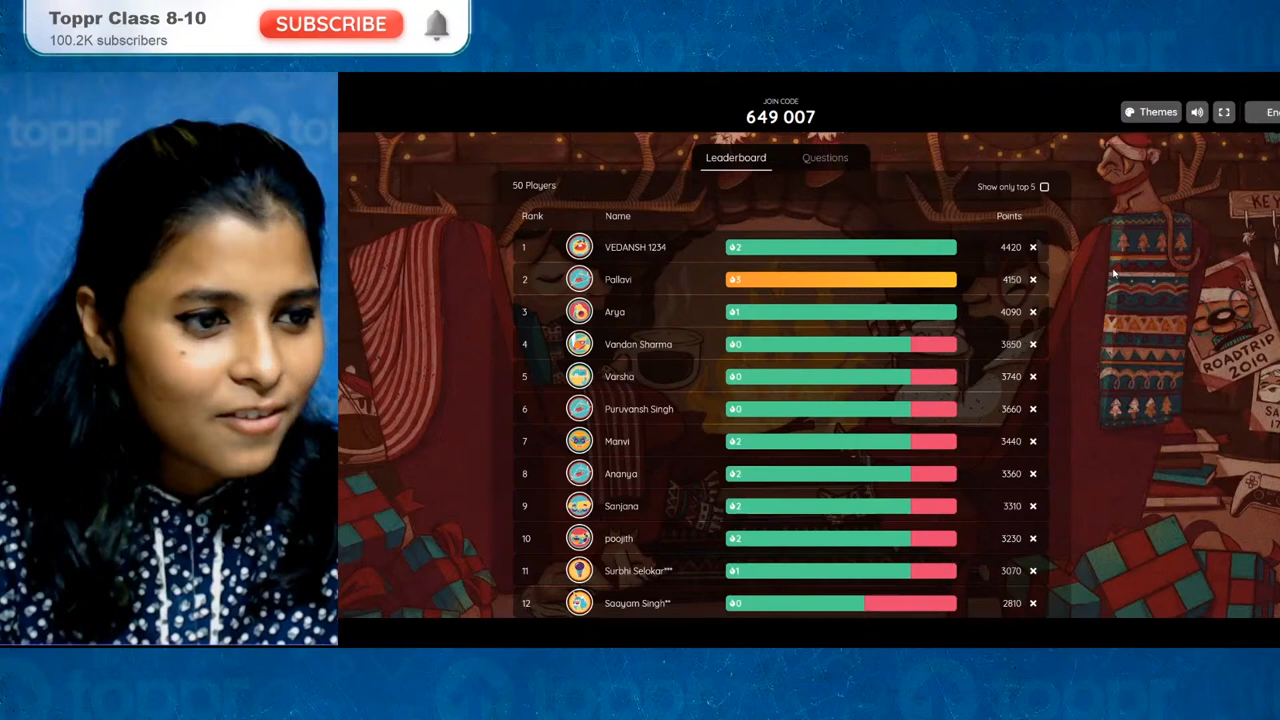 Toppr Class 8-10
100.2K subscribers
SUBSCRIBE
toppr
JOIN CODE
649 007
Themes
Leaderboard Questions
50 Players
Show only top 5
Rank Name Points
1 VEDANSH 1234 2 4420
2 Pallavi 3 4150
3 Arya 1 4090
4 Vandan Sharma 0 3850
5 Varsha 0 3740
6 Puruvansh Singh 0 3660
7 Manvi 2 3440
8 Ananya 2 3360
9 Sanjana 2 3310
10 poojith 2 3230
11 Surbhi Selokar*** 1 3070
12 Saayam Singh** 0 2810
ROADTRIP
2019
toppr
toppr